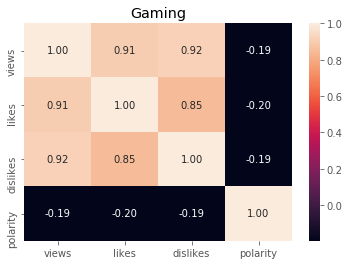 Gaming
views 1.00 0.91 0.92 -0.19
likes 0.91 1.00 0.85 -0.20
dislikes 0.92 0.85 1.00 -0.19
polarity -0.19 -0.20 -0.19 1.00
views likes dislikes polarity
1.0
0.8
0.6
0.4
0.2
0.0